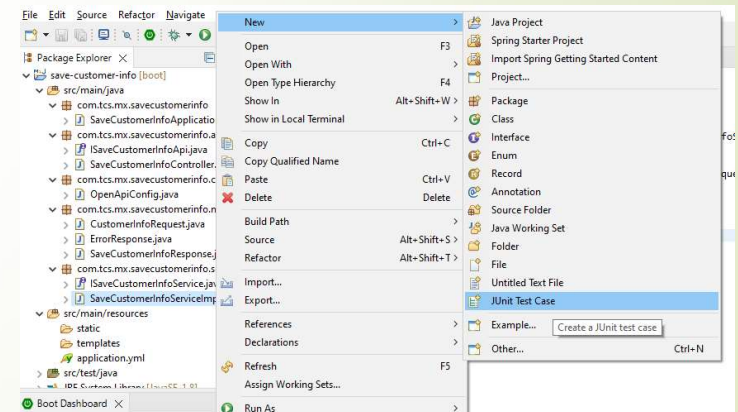 File Edit Source Refactor Navigate
Package Explorer
save-customer-info [boot]
src/main/java
com.tcs.mx.savecustomerinfo
SaveCustomerInfoApplicatio
com.tcs.mx.savecustomerinfo.a
ISaveCustomerInfoApi.java
SaveCustomerInfoController.
com.tcs.mx.savecustomerinfo.c
OpenApiConfig.java
com.tcs.mx.savecustomerinfo.n
CustomerInfoRequest.java
ErrorResponse.java
SaveCustomerInfoResponse.j
com.tcs.mx.savecustomerinfo.s
ISaveCustomerInfoService.jav
SaveCustomerInfoServiceImp
src/main/resources
static
templates
application.yml
src/test/java
Boot Dashboard
New
Open F3
Open With
Open Type Hierarchy F4
Show In Alt+Shift+W
Show in Local Terminal
Copy Ctrl+C
Copy Qualified Name
Paste Ctrl+V
Delete Delete
Build Path
Source Alt+Shift+S
Refactor Alt+Shift+T
Import...
Export...
References
Declarations
Refresh F5
Assign Working Sets...
Run As
Java Project
Spring Starter Project
Import Spring Getting Started Content
Project...
Package
Class
Interface
Enum
Record
Annotation
Source Folder
Java Working Set
Folder
File
Untitled Text File
JUnit Test Case
Example...
Create a JUnit test case
Other... Ctrl+N
foS
que